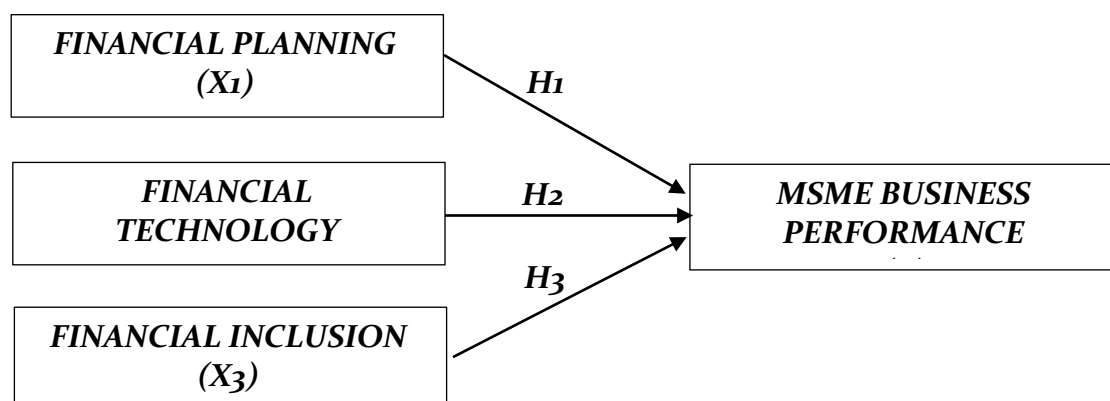 FINANCIAL PLANNING
(X1)
H1
FINANCIAL
TECHNOLOGY
H2
MSME BUSINESS
PERFORMANCE
H3
FINANCIAL INCLUSION
(X3)